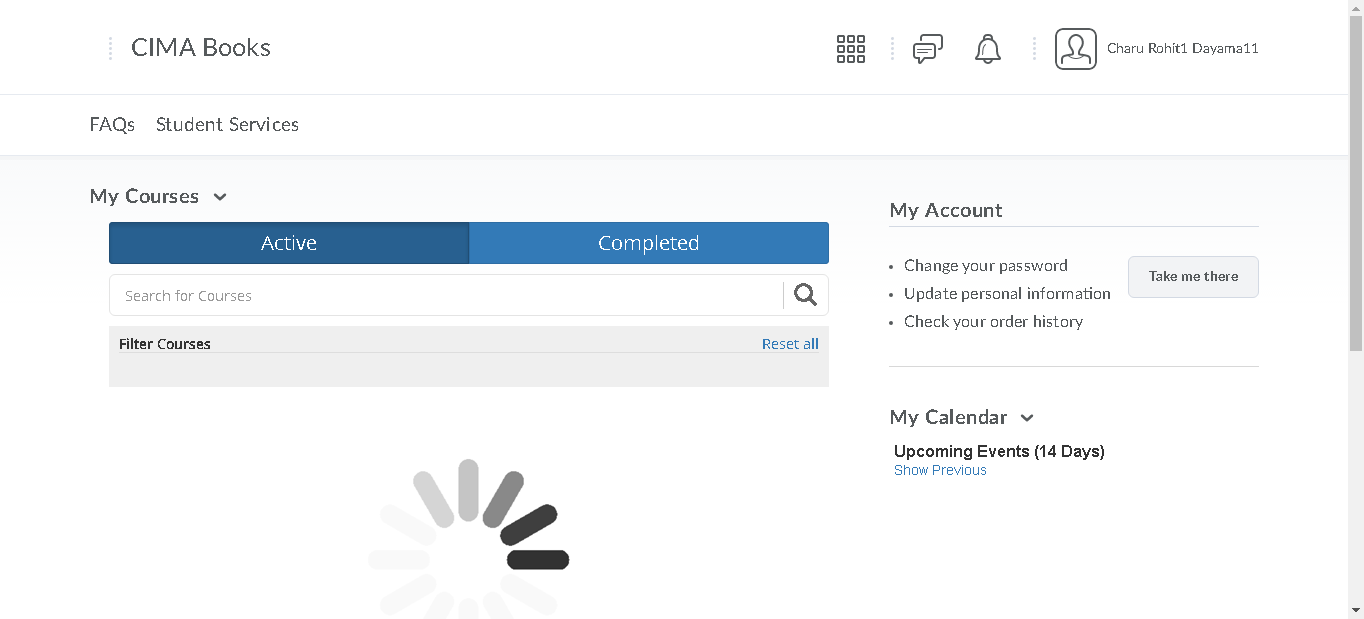 CIMA Books
Charu Rohit1 Dayama11
FAQs Student Services
My Courses
Active Completed
Search for Courses
Filter Courses Reset all
My Account
Change your password
Update personal information
Check your order history
Take me there
My Calendar
Upcoming Events (14 Days)
Show Previous